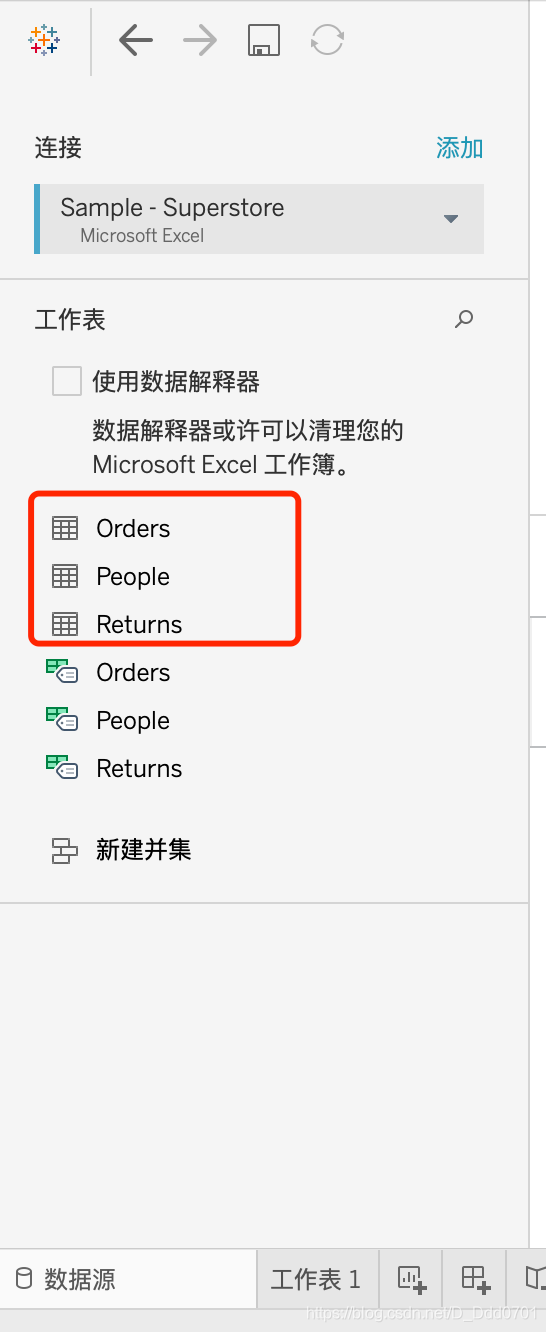 连接
添加
Sample - Superstore
Microsoft Excel
工作表
使用数据解释器
数据解释器或许可以清理您的
Microsoft Excel 工作簿。
Orders
People
Returns
Orders
People
Returns
新建并集
数据源
工作表 1
https://blog.csdn.net/D_Ddd0701